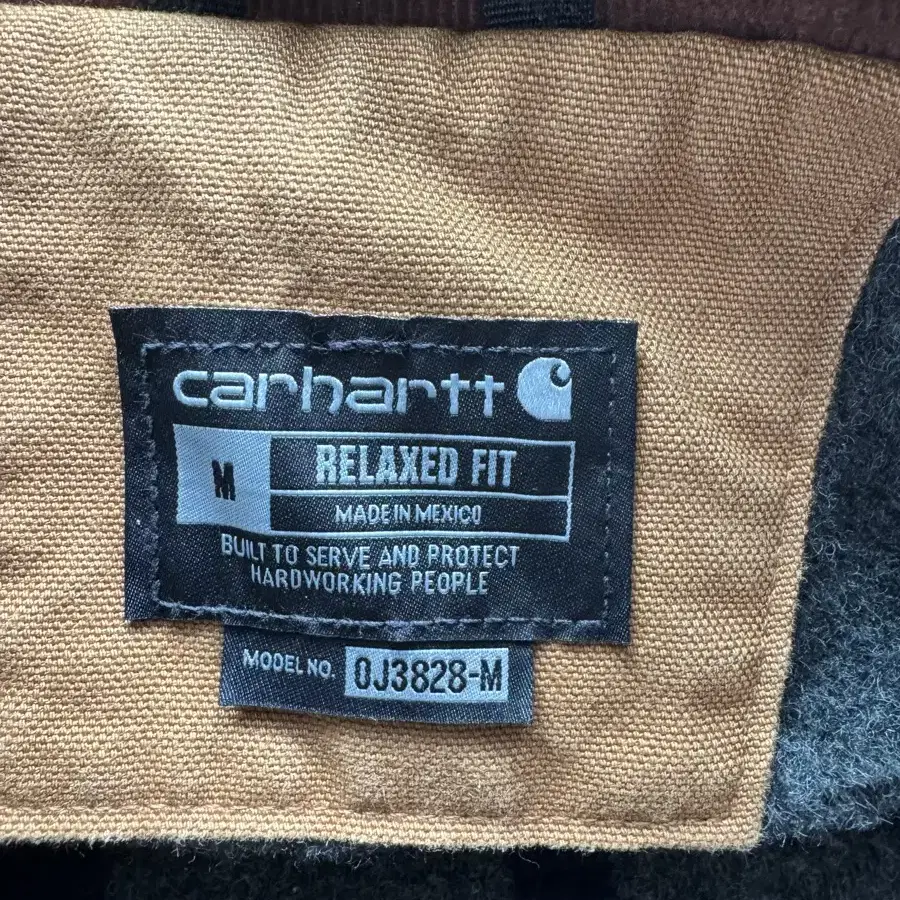 carhartt
M
RELAXED FIT
MADE IN MEXICO
BUILT TO SERVE AND PROTECT
HARDWORKING PEOPLE
MODEL NO. 0J3828-M